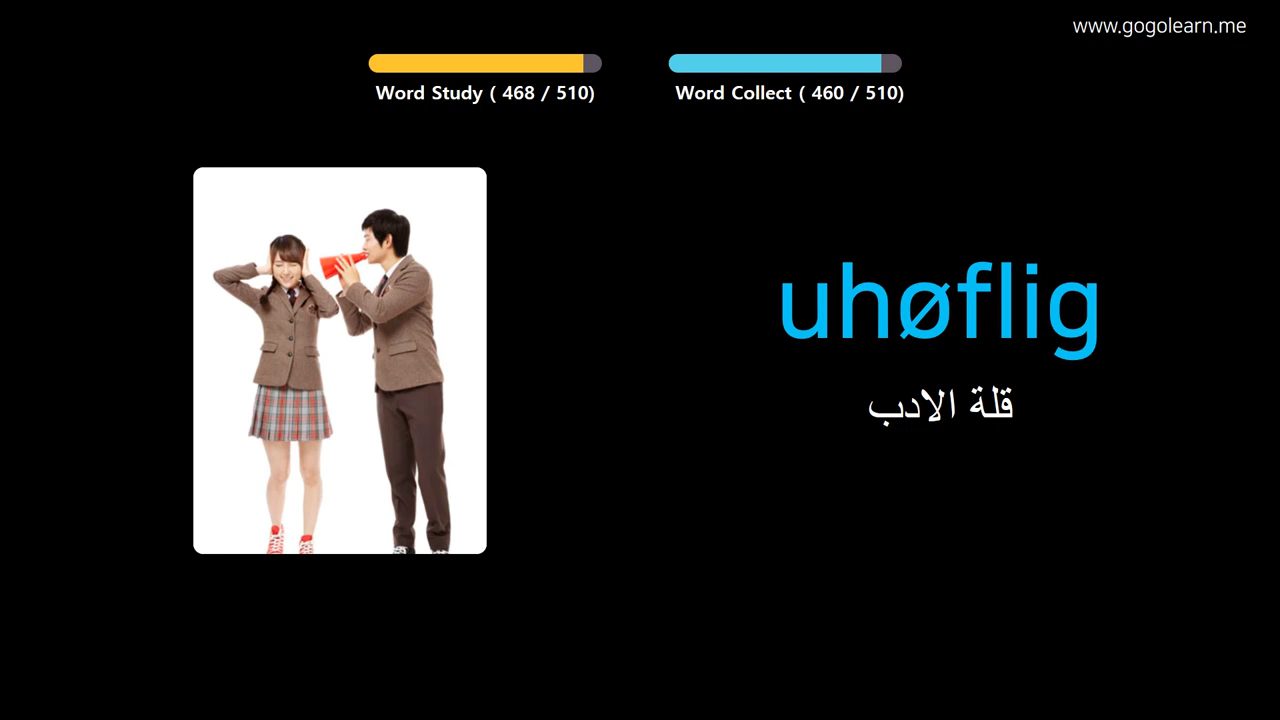 www.gogolearn.me
Word Study ( 468 / 510)
Word Collect ( 460 / 510)
uhøflig
قلة الادب